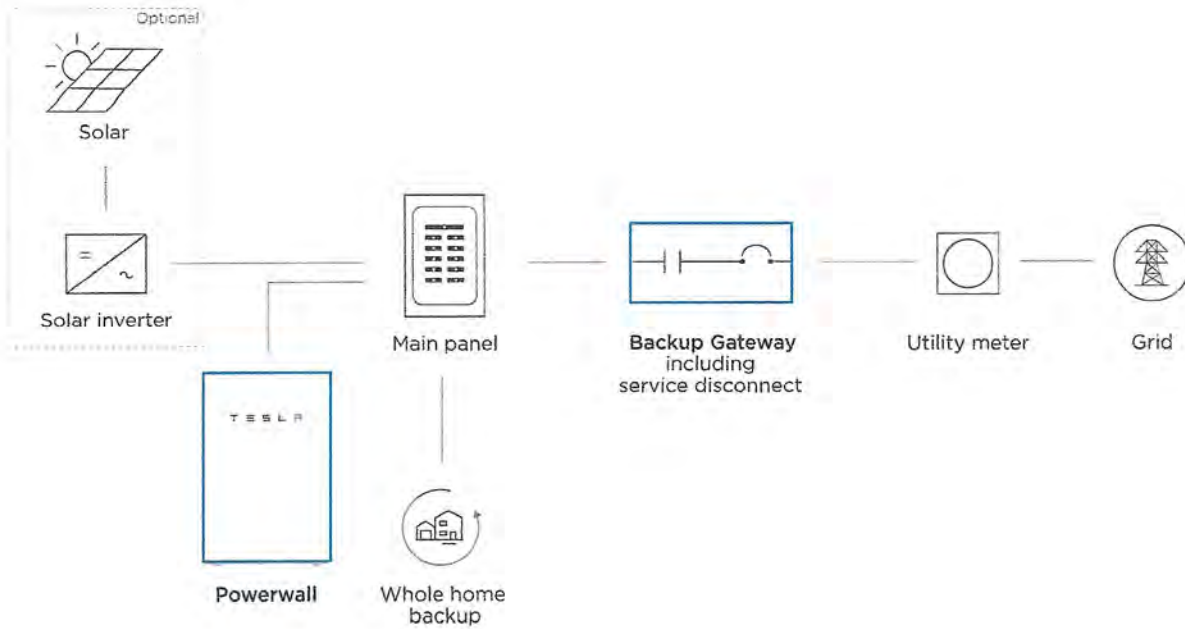 Optional
Solar
Solar inverter
Main panel
Backup Gateway
including
service disconnect
Utility meter
Grid
TESLA
Powerwall
Whole home
backup